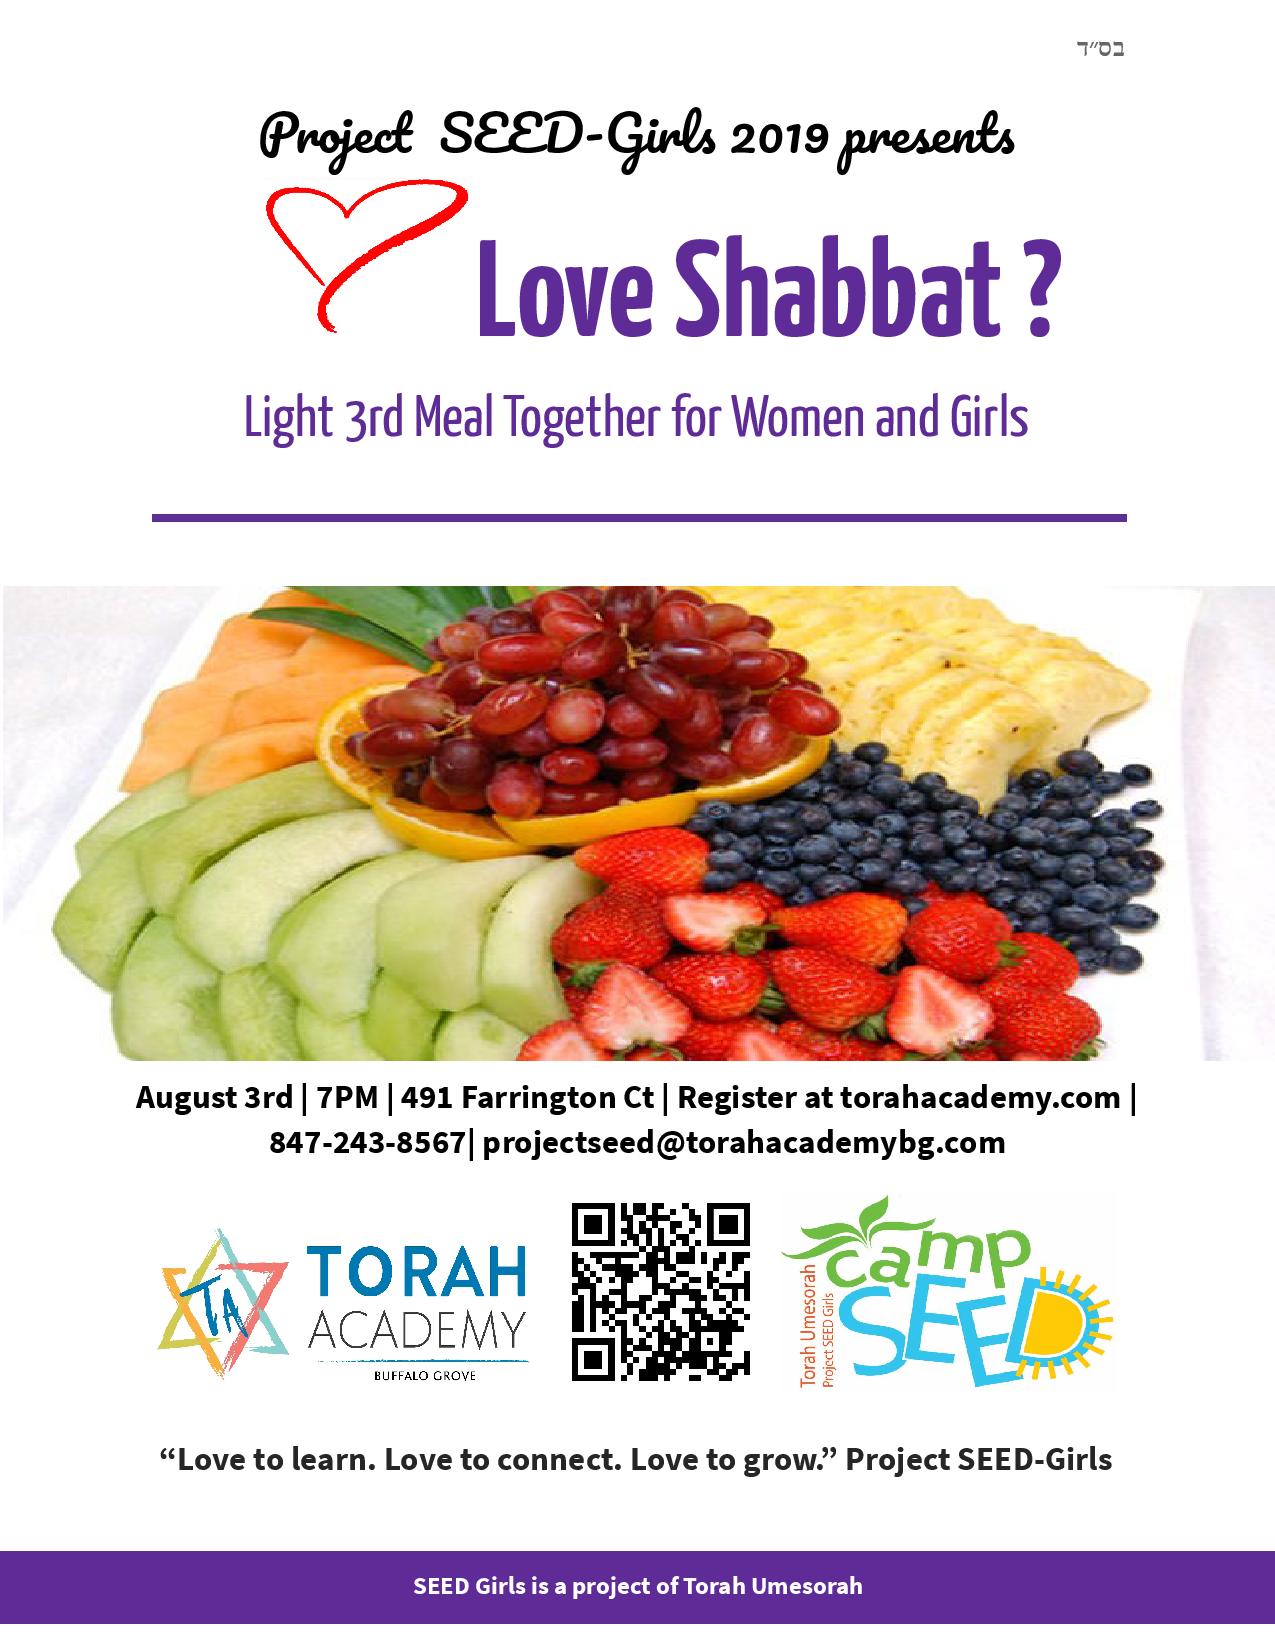 בס״ד
Project SEED-Girls 2019 presents
Love Shabbat ?
Light 3rd Meal Together for Women and Girls
August 3rd | 7PM | 491 Farrington Ct | Register at torahacademy.com |
847-243-8567| projectseed@torahacademybg.com
TA
TORAH
ACADEMY
BUFFALO GROVE
camp
SEED
Torah Umesorah
Project SEED Girls
“Love to learn. Love to connect. Love to grow.” Project SEED-Girls
SEED Girls is a project of Torah Umesorah